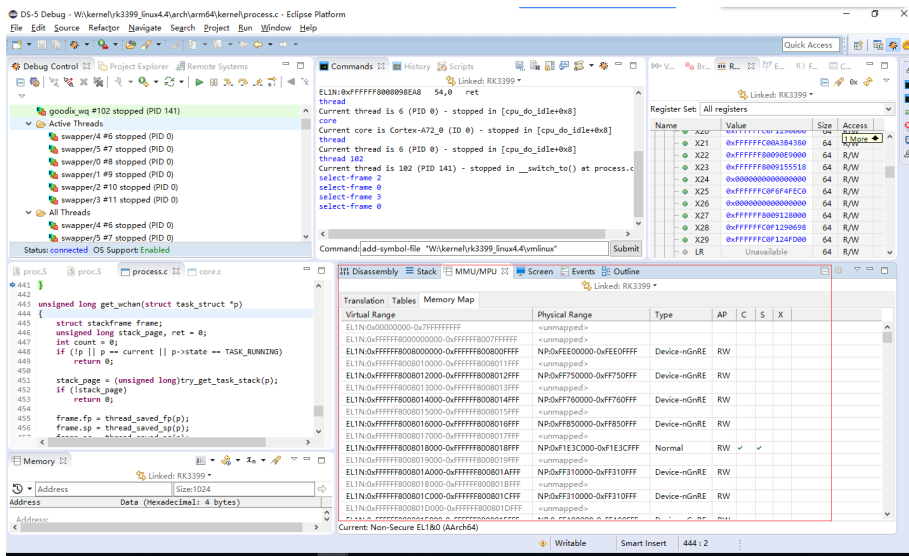 DS-5 Debug - W:\kernel\rk3399_linux4.4\arch\arm64\kernel\process.c - Eclipse Platform
File Edit Source Refactor Navigate Search Project Run Window Help
Quick Access
Debug Control Project Explorer Remote Systems
goodix_wq #102 stopped (PID 141)
Active Threads
swapper/4 #6 stopped (PID 0)
swapper/5 #7 stopped (PID 0)
swapper/0 #8 stopped (PID 0)
swapper/1 #9 stopped (PID 0)
swapper/2 #10 stopped (PID 0)
swapper/3 #11 stopped (PID 0)
All Threads
swapper/4 #6 stopped (PID 0)
swapper/5 #7 stopped (PID 0)
Status: connected OS Support: Enabled
Commands History Scripts
Linked: RK3399
EL1N:0xFFFFFF8008098EA8 54,0 ret
thread
Current thread is 6 (PID 0) - stopped in [cpu_do_idle+0x8]
core
Current core is Cortex-A72_0 (ID 0) - stopped in [cpu_do_idle+0x8]
thread
Current thread is 6 (PID 0) - stopped in [cpu_do_idle+0x8]
thread 102
Current thread is 102 (PID 141) - stopped in __switch_to() at process.c
select-frame 2
select-frame 0
select-frame 3
select-frame 0
Command: add-symbol-file "W:\kernel\rk3399_linux4.4\vmlinux" Submit
V... Br... R... E... F... C...
Linked: RK3399
Register Set: All registers
Name Value Size Access
X20 0xFFFFFFC0F1290000 64 R/W
1 More
X21 0xFFFFFFC00A3B4380 64 R/W
X22 0xFFFFFF80090E9000 64 R/W
X23 0xFFFFFF8009155518 64 R/W
X24 0x0000000000000000 64 R/W
X25 0xFFFFFFC0F6F4FEC0 64 R/W
X26 0x0000000000000000 64 R/W
X27 0xFFFFFF8009128000 64 R/W
X28 0xFFFFFFC0F1290698 64 R/W
X29 0xFFFFFFC0F124FD00 64 R/W
LR Unavailable 64 R/W
proc.S proc.S process.c core.c
441 }
442
443 unsigned long get_wchan(struct task_struct *p)
444 {
445 struct stackframe frame;
446 unsigned long stack_page, ret = 0;
447 int count = 0;
448 if (!p || p == current || p->state == TASK_RUNNING)
449 return 0;
450
451 stack_page = (unsigned long)try_get_task_stack(p);
452 if (!stack_page)
453 return 0;
454
455 frame.fp = thread_saved_fp(p);
456 frame.sp = thread_saved_sp(p);
Memory
Linked: RK3399
Address Size:1024
Address Data (Hexadecimal: 4 bytes)
Address:
Disassembly Stack MMU/MPU Screen Events Outline
Linked: RK3399
Translation Tables Memory Map
Virtual Range Physical Range Type AP C S X
EL1N:0x00000000-0x7FFFFFFFFF <unmapped>
EL1N:0xFFFFFF8000000000-0xFFFFFF8007FFFFFF <unmapped>
EL1N:0xFFFFFF8008000000-0xFFFFFF800800FFFF NP:0xFEE00000-0xFEE0FFFF Device-nGnRE RW
EL1N:0xFFFFFF8008010000-0xFFFFFF8008011FFF <unmapped>
EL1N:0xFFFFFF8008012000-0xFFFFFF8008012FFF NP:0xFF750000-0xFF750FFF Device-nGnRE RW
EL1N:0xFFFFFF8008013000-0xFFFFFF8008013FFF <unmapped>
EL1N:0xFFFFFF8008014000-0xFFFFFF8008014FFF NP:0xFF760000-0xFF760FFF Device-nGnRE RW
EL1N:0xFFFFFF8008015000-0xFFFFFF8008015FFF <unmapped>
EL1N:0xFFFFFF8008016000-0xFFFFFF8008016FFF NP:0xFF850000-0xFF850FFF Device-nGnRE RW
EL1N:0xFFFFFF8008017000-0xFFFFFF8008017FFF <unmapped>
EL1N:0xFFFFFF8008018000-0xFFFFFF8008018FFF NP:0xF1E3C000-0xF1E3CFFF Normal RW ✓ ✓
EL1N:0xFFFFFF8008019000-0xFFFFFF8008019FFF <unmapped>
EL1N:0xFFFFFF800801A000-0xFFFFFF800801AFFF NP:0xFF310000-0xFF310FFF Device-nGnRE RW
EL1N:0xFFFFFF800801B000-0xFFFFFF800801BFFF <unmapped>
EL1N:0xFFFFFF800801C000-0xFFFFFF800801CFFF NP:0xFF310000-0xFF310FFF Device-nGnRE RW
EL1N:0xFFFFFF800801D000-0xFFFFFF800801DFFF <unmapped>
Current: Non-Secure EL1&0 (AArch64)
Writable Smart Insert 444 : 2